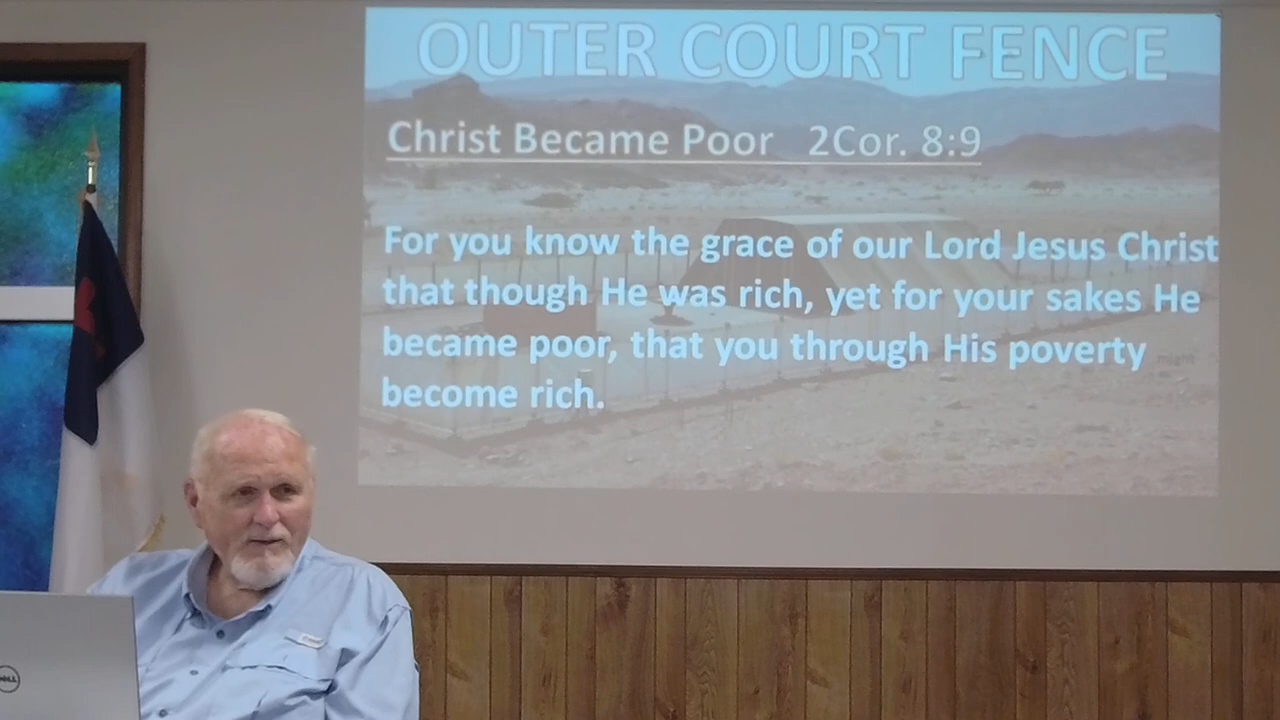 OUTER COURT FENCE
Christ Became Poor 2Cor. 8:9
For you know the grace of our Lord Jesus Christ
that though He was rich, yet for your sakes He
became poor, that you through His poverty
might
become rich.
DELL